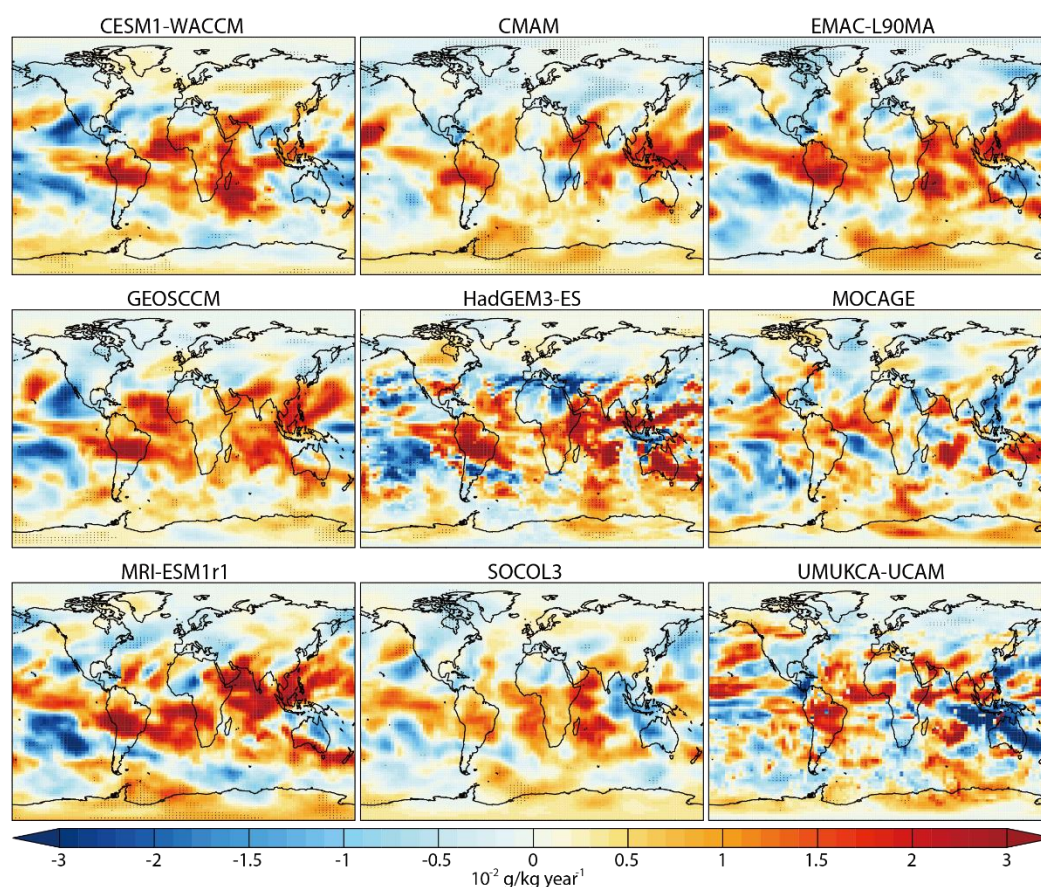 CESM1-WACCM CMAM EMAC-L90MA
GEOSCCM HadGEM3-ES MOCAGE
MRI-ESM1r1 SOCOL3 UMUKCA-UCAM
-3 -2 -1.5 -1 -0.5 0 0.5 1 1.5 2 3
10⁻² g/kg year⁻¹